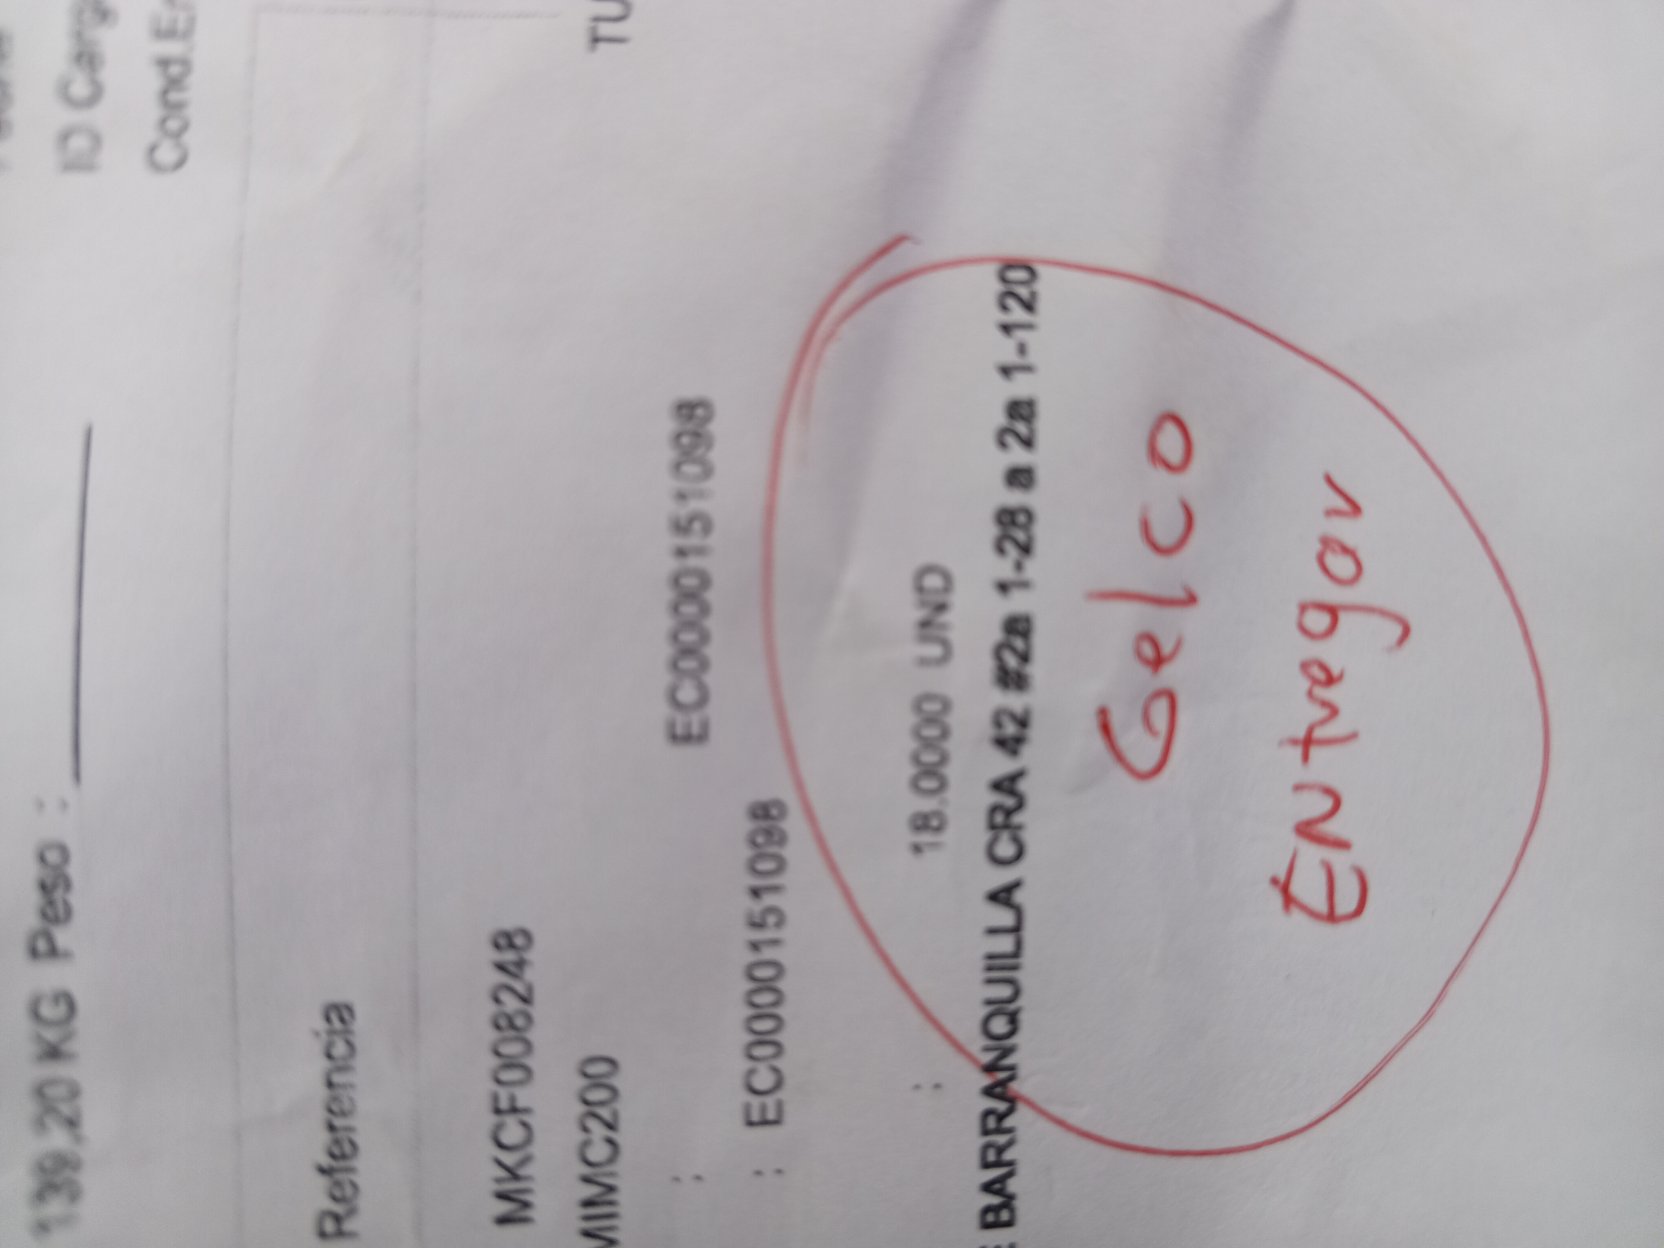 ID Carg
Cond.En
139,20 KG Peso :
Referencia
MKCF008248
MIMC200
TU
: EC0000151098
: EC0000151098
: 18.0000 UND
E BARRANQUILLA CRA 42 #2a 1-28 a 2a 1-120
Gelco
ENtregar